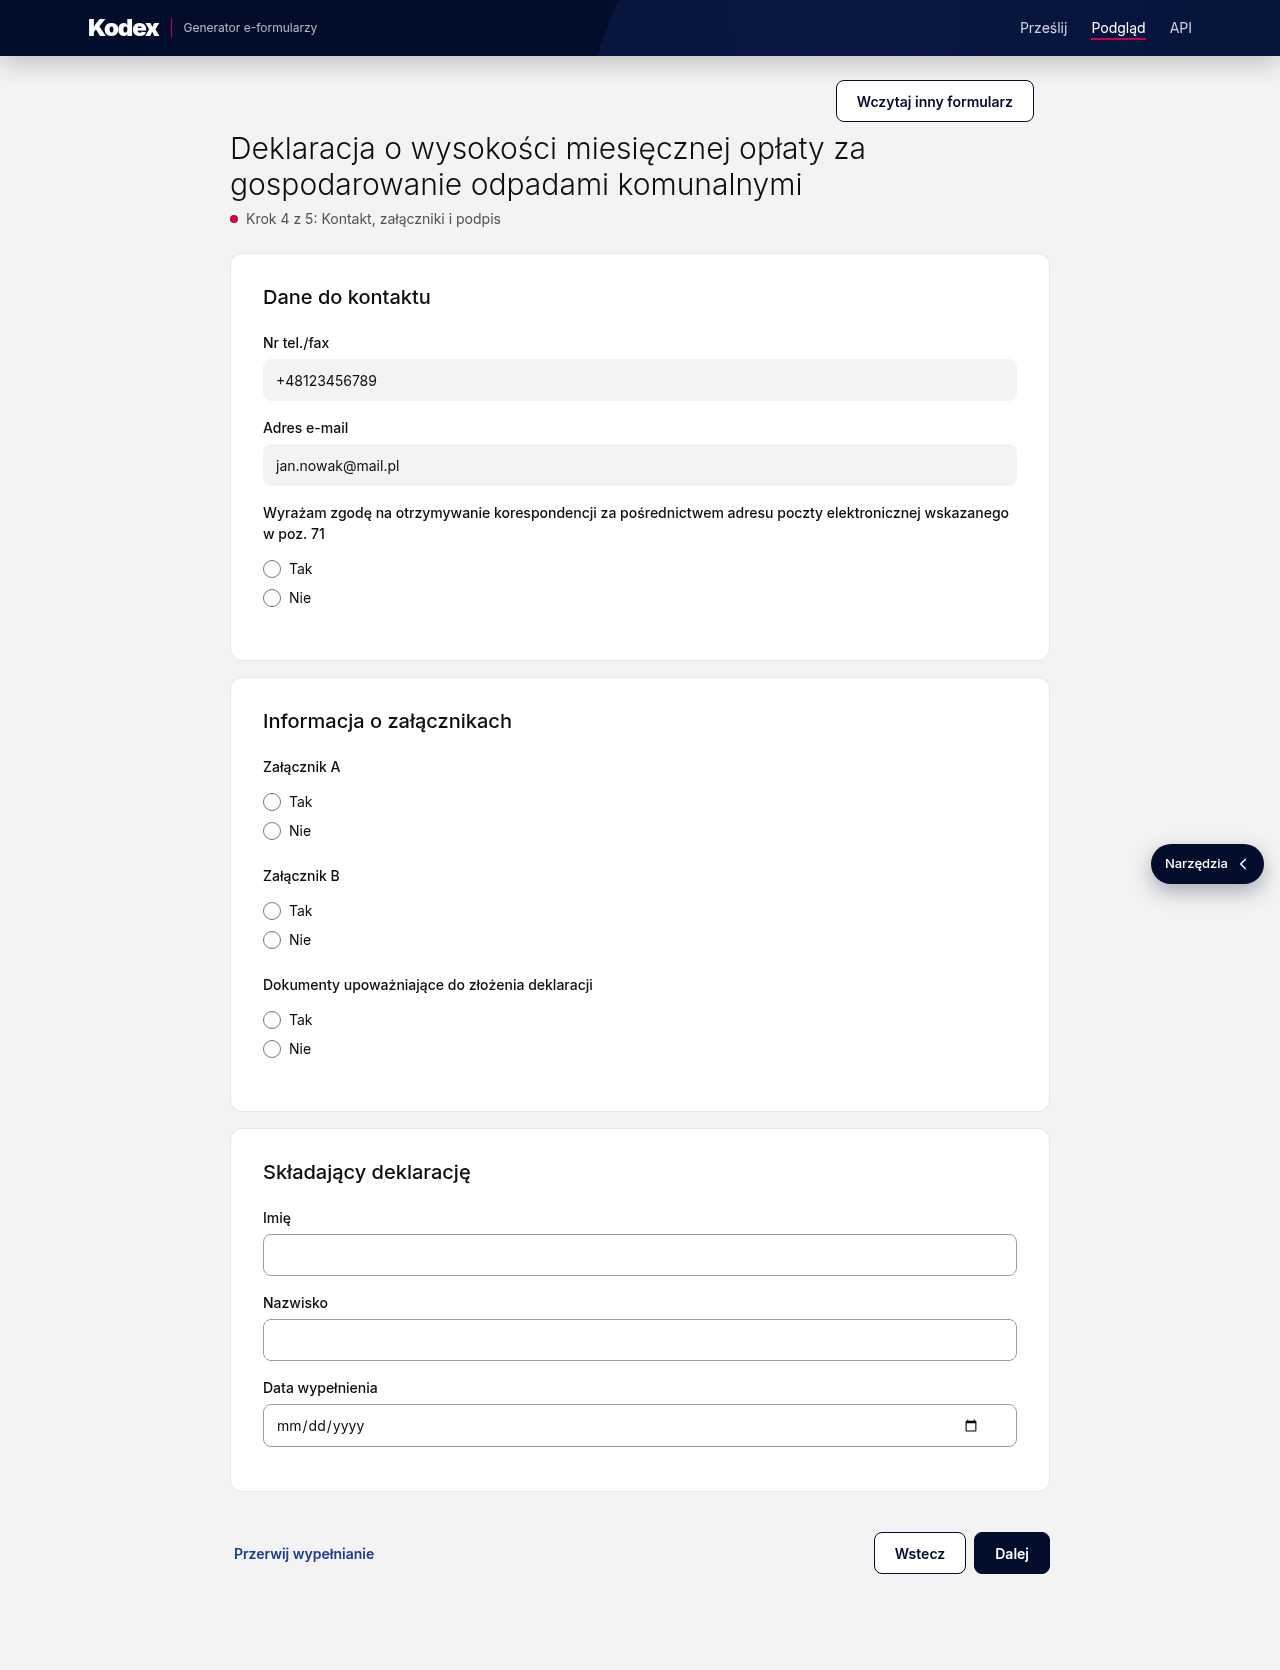 Kodex
Generator e-formularzy
Prześlij
Podgląd
API
Wczytaj inny formularz
Deklaracja o wysokości miesięcznej opłaty za
gospodarowanie odpadami komunalnymi
Krok 4 z 5: Kontakt, załączniki i podpis
Dane do kontaktu
Nr tel./fax
+48123456789
Adres e-mail
jan.nowak@mail.pl
Wyrażam zgodę na otrzymywanie korespondencji za pośrednictwem adresu poczty elektronicznej wskazanego
w poz. 71
Tak
Nie
Informacja o załącznikach
Załącznik A
Tak
Nie
Załącznik B
Tak
Nie
Dokumenty upoważniające do złożenia deklaracji
Tak
Nie
Narzędzia
Składający deklarację
Imię
Nazwisko
Data wypełnienia
mm/dd/yyyy
Przerwij wypełnianie
Wstecz
Dalej